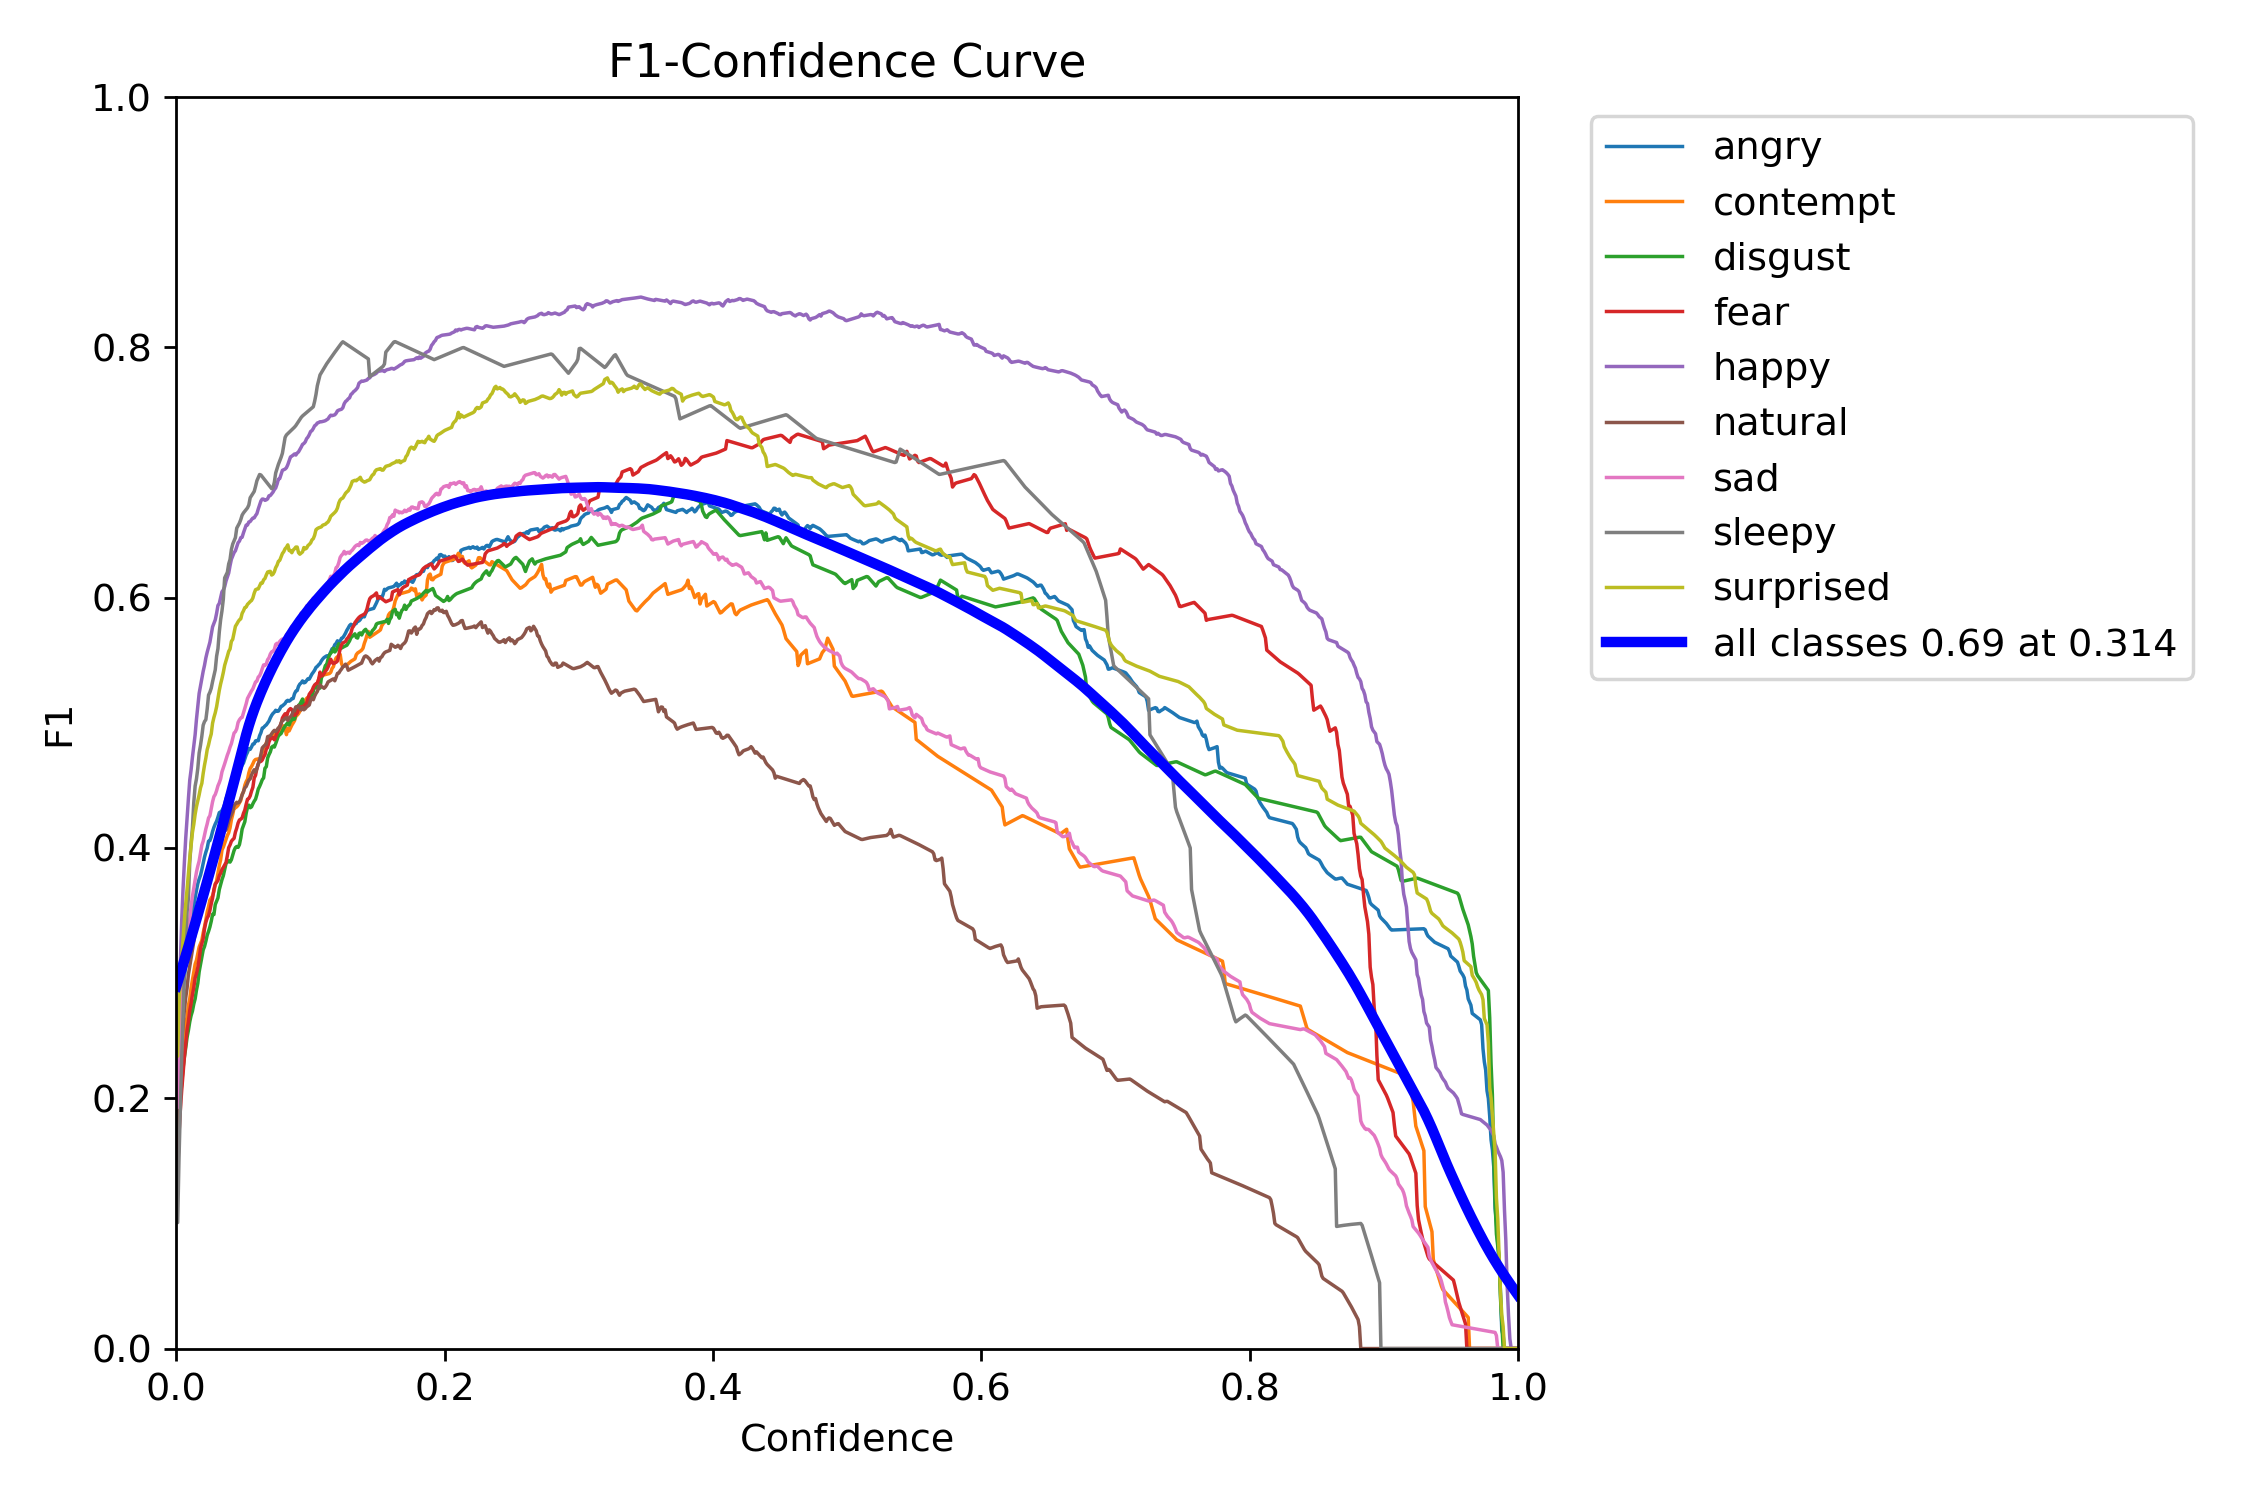 F1-Confidence Curve
1.0
0.8
0.6
0.4
0.2
0.0
F1
0.0 0.2 0.4 0.6 0.8 1.0
Confidence
angry
contempt
disgust
fear
happy
natural
sad
sleepy
surprised
all classes 0.69 at 0.314